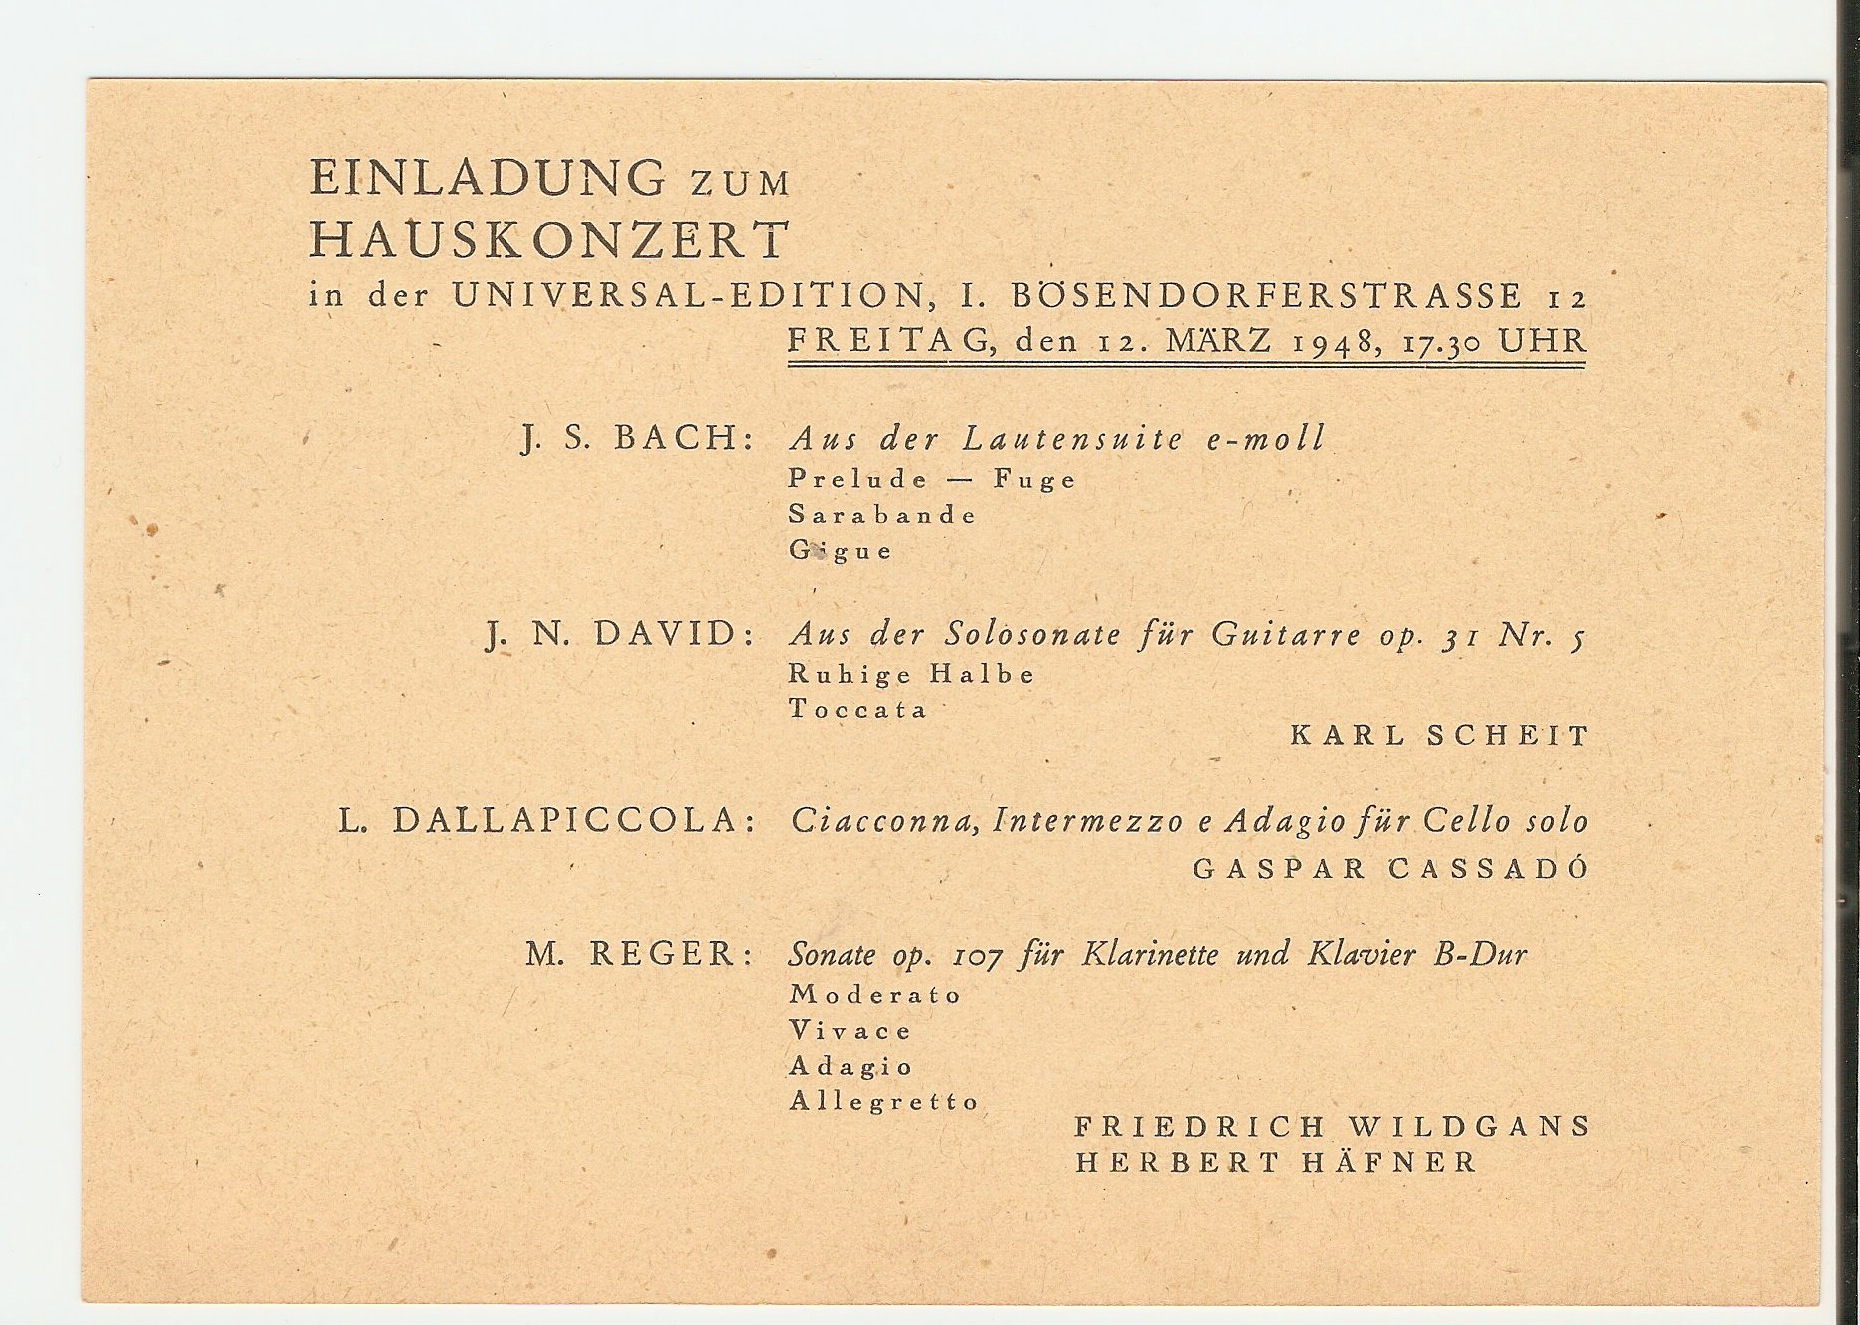 EINLADUNG ZUM
HAUSKONZERT
in der UNIVERSAL-EDITION, I. BÖSENDORFERSTRASSE 12
FREITAG, den 12. MÄRZ 1948, 17.30 UHR
J. S. BACH: Aus der Lautensuite e-moll
Prelude — Fuge
Sarabande
Gigue
J. N. DAVID: Aus der Solosonate für Guitarre op. 31 Nr. 5
Ruhige Halbe
Toccata
KARL SCHEIT
L. DALLAPICCOLA: Ciacconna, Intermezzo e Adagio für Cello solo
GASPAR CASSADÓ
M. REGER: Sonate op. 107 für Klarinette und Klavier B-Dur
Moderato
Vivace
Adagio
Allegretto
FRIEDRICH WILDGANS
HERBERT HÄFNER